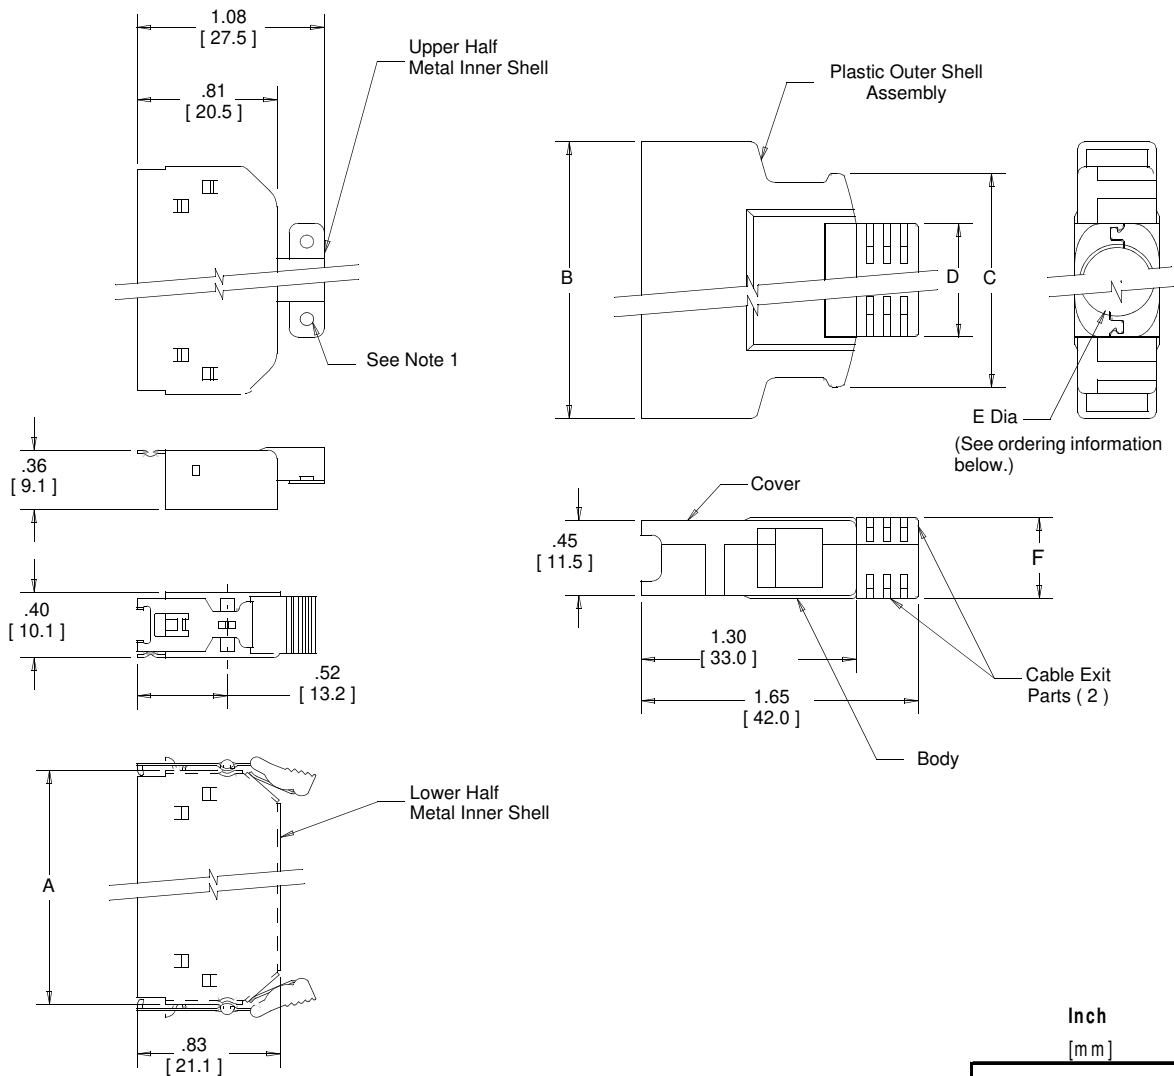 1.08
[ 27.5 ]
Upper Half
Metal Inner Shell
.81
[ 20.5 ]
See Note 1
Plastic Outer Shell
Assembly
B
D
C
E Dia
(See ordering information
below.)
.36
[ 9.1 ]
Cover
.45
[ 11.5 ]
F
.40
[ 10.1 ]
.52
[ 13.2 ]
1.30
[ 33.0 ]
1.65
[ 42.0 ]
Cable Exit
Parts ( 2 )
Body
Lower Half
Metal Inner Shell
A
.83
[ 21.1 ]
Inch
[mm]